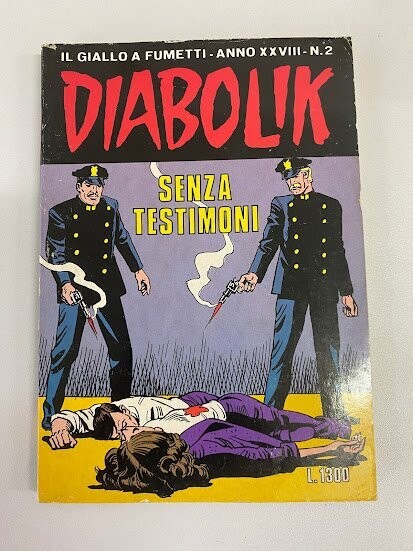 IL GIALLO A FUMETTI - ANNO XXVIII - N. 2
DIABOLIK
SENZA
TESTIMONI
L. 1300